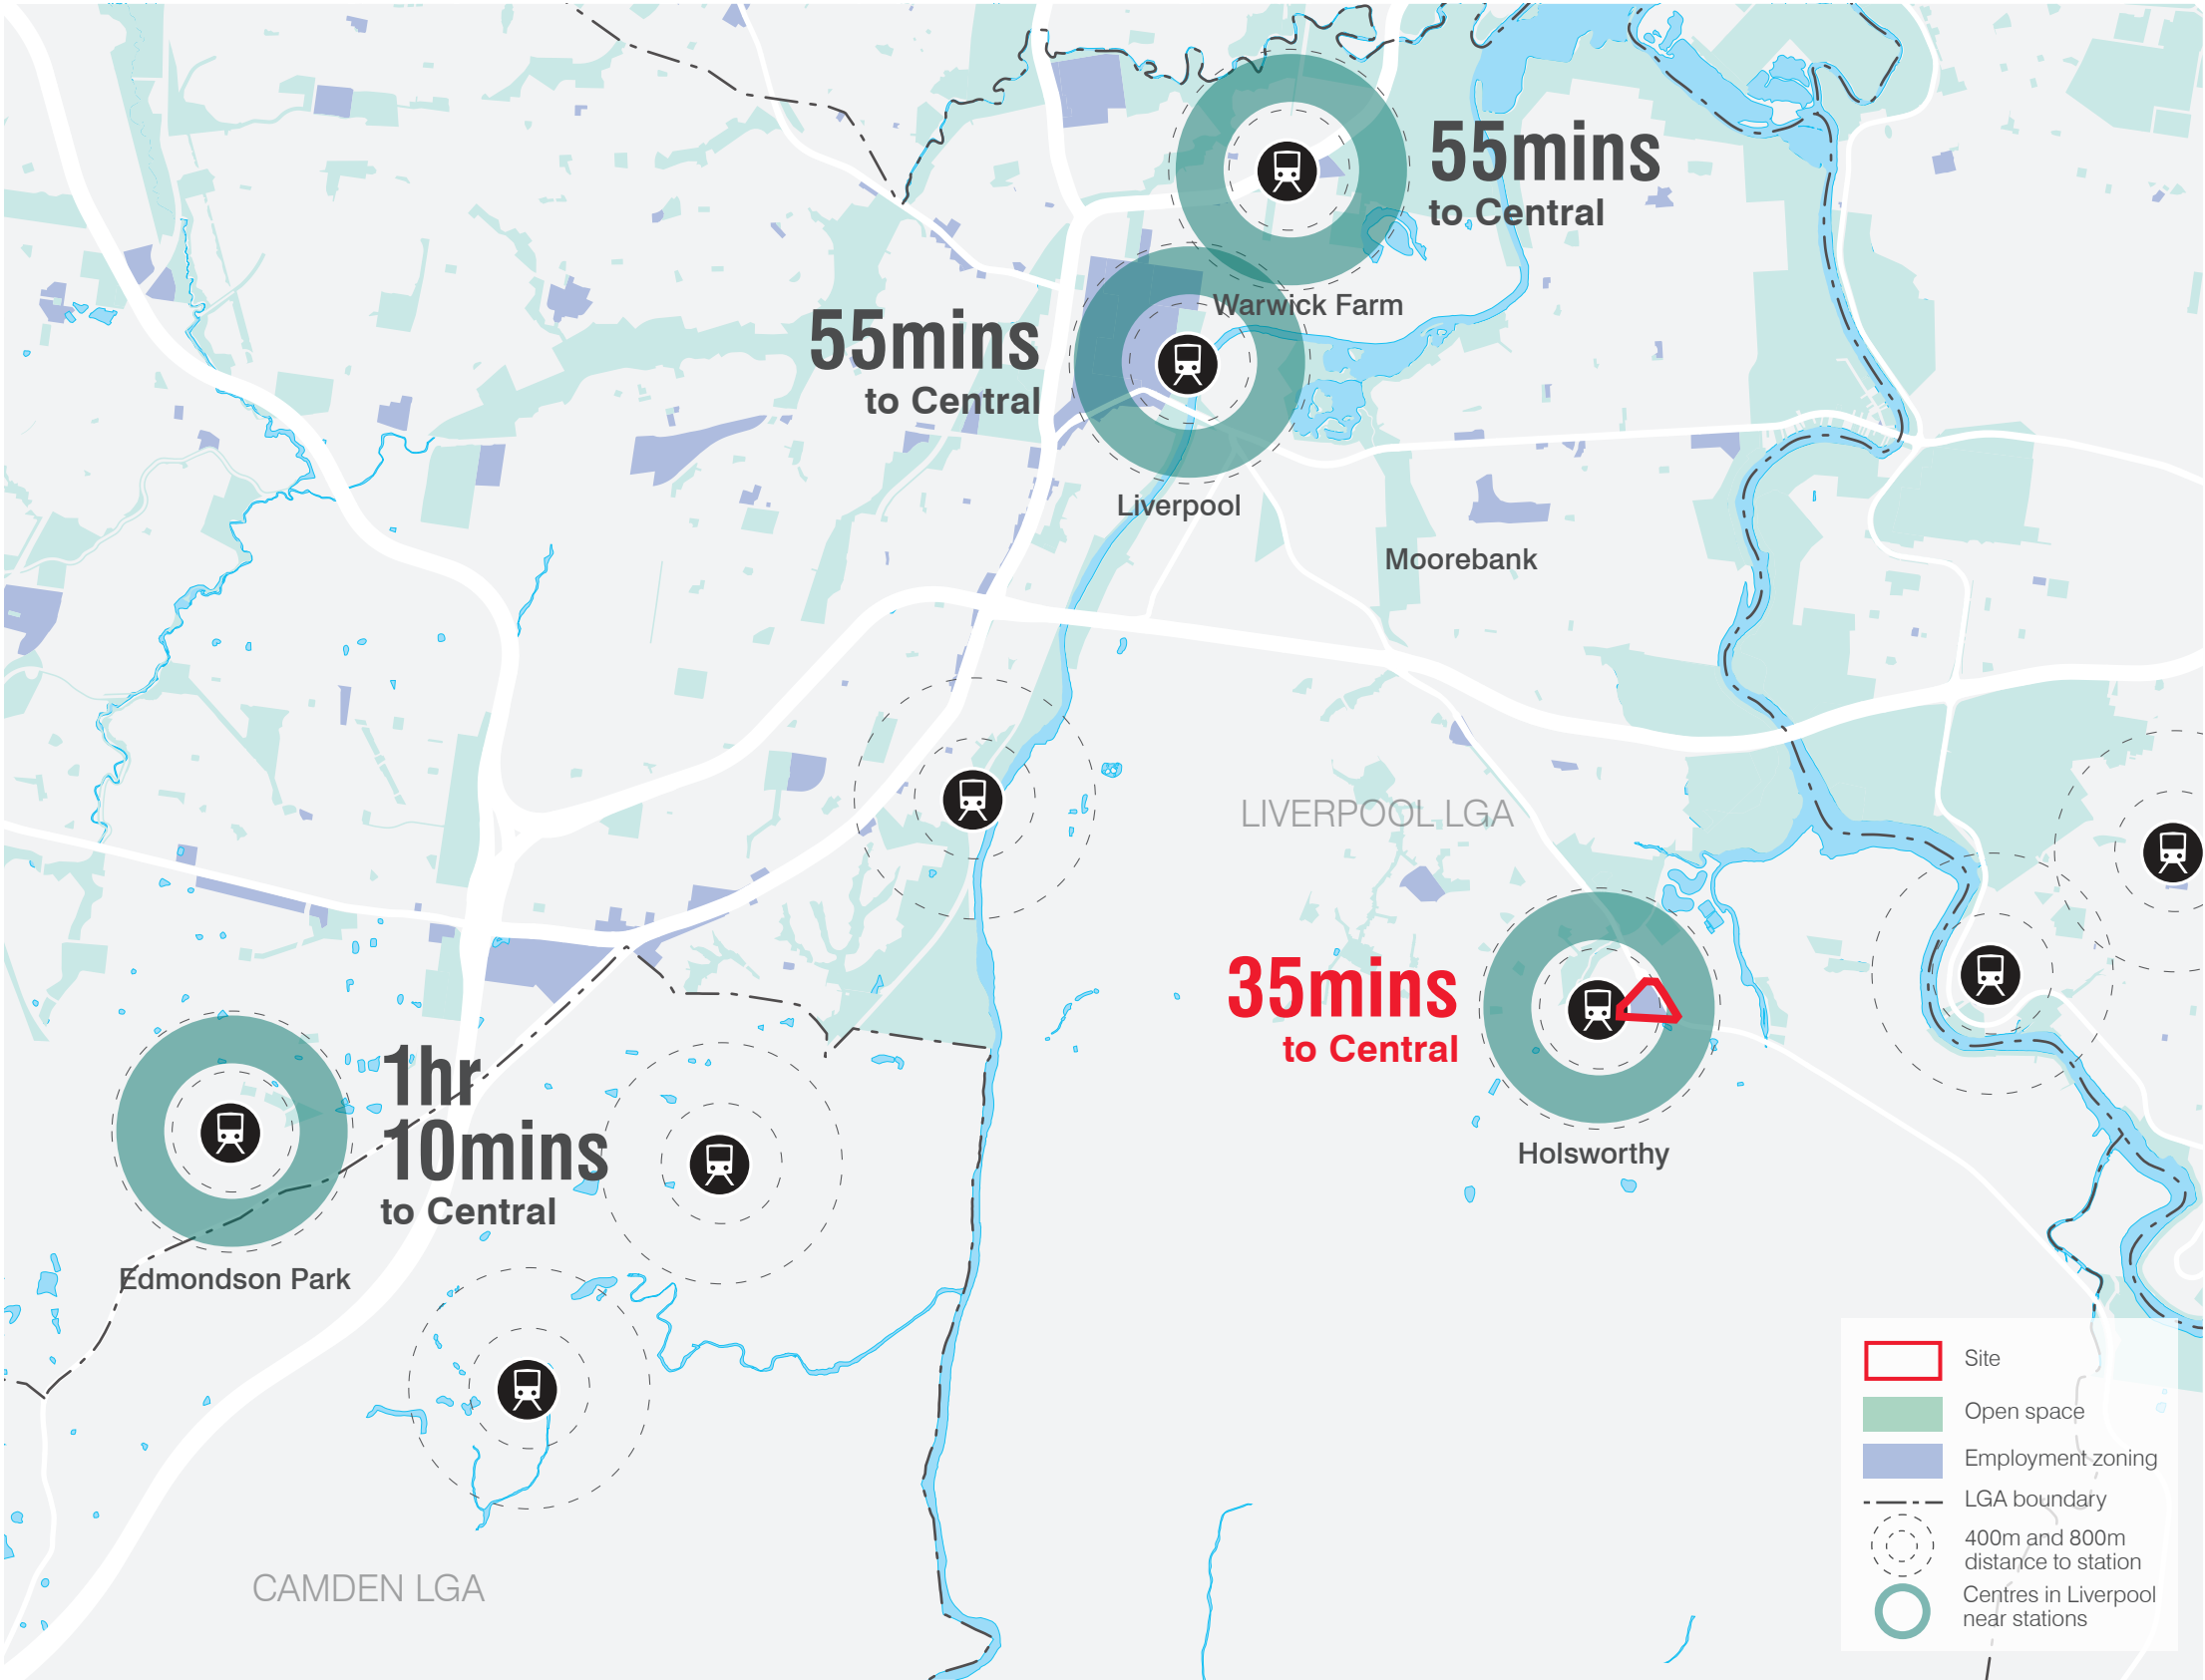 55mins
to Central
Warwick Farm
55mins
to Central
Liverpool
Moorebank
LIVERPOOL LGA
35mins
to Central
Holsworthy
1hr
10mins
to Central
Edmondson Park
CAMDEN LGA
Site
Open space
Employment zoning
LGA boundary
400m and 800m
distance to station
Centres in Liverpool
near stations